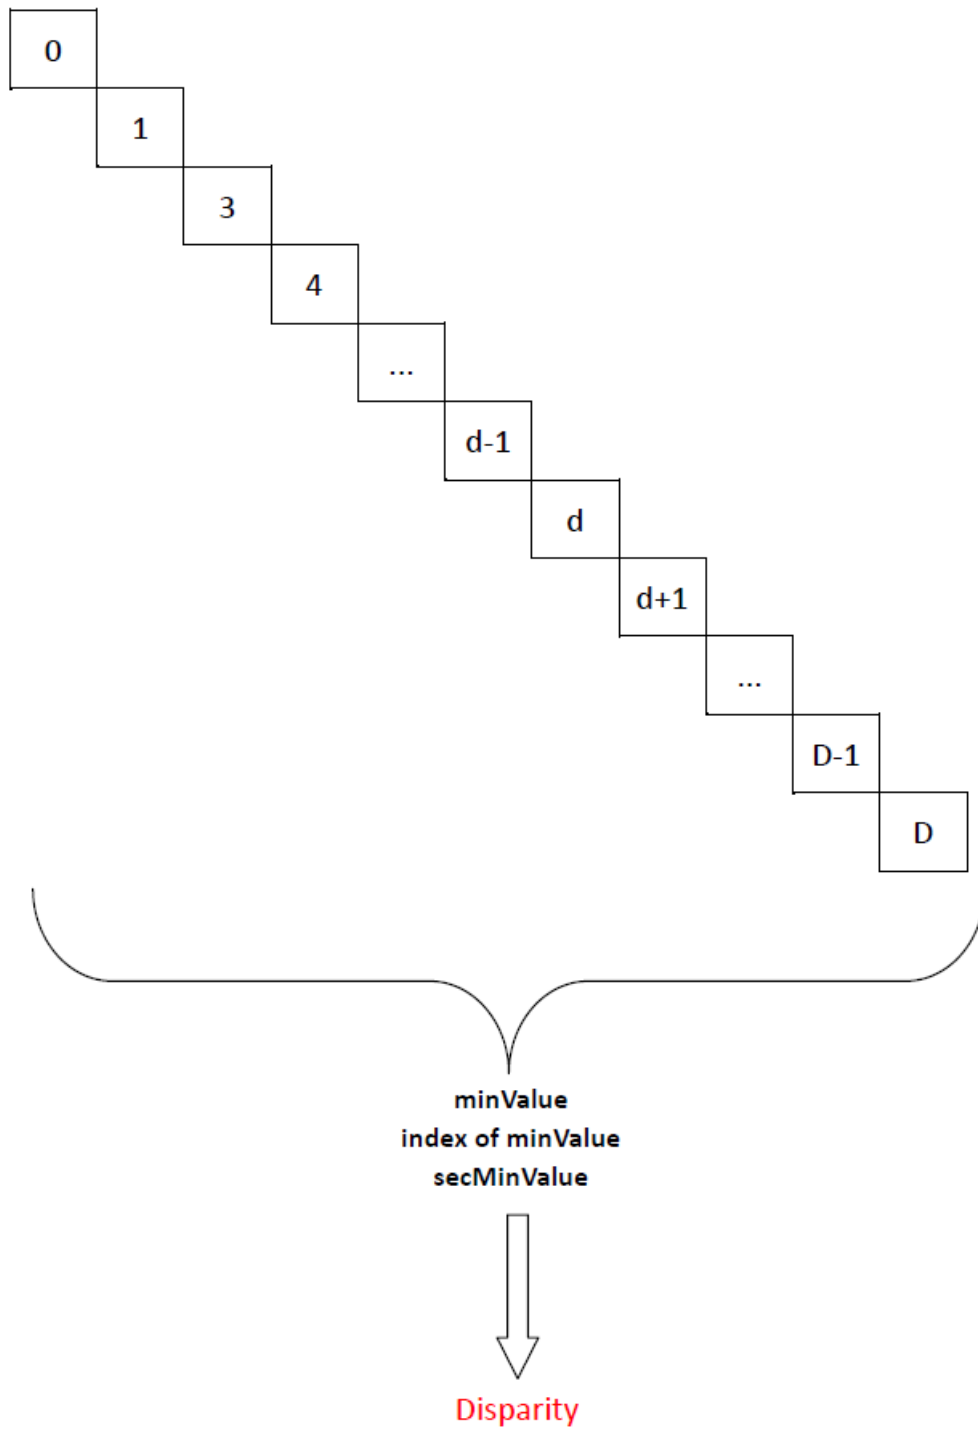 0
1
3
4
...
d-1
d
d+1
...
D-1
D
minValue
index of minValue
secMinValue
Disparity